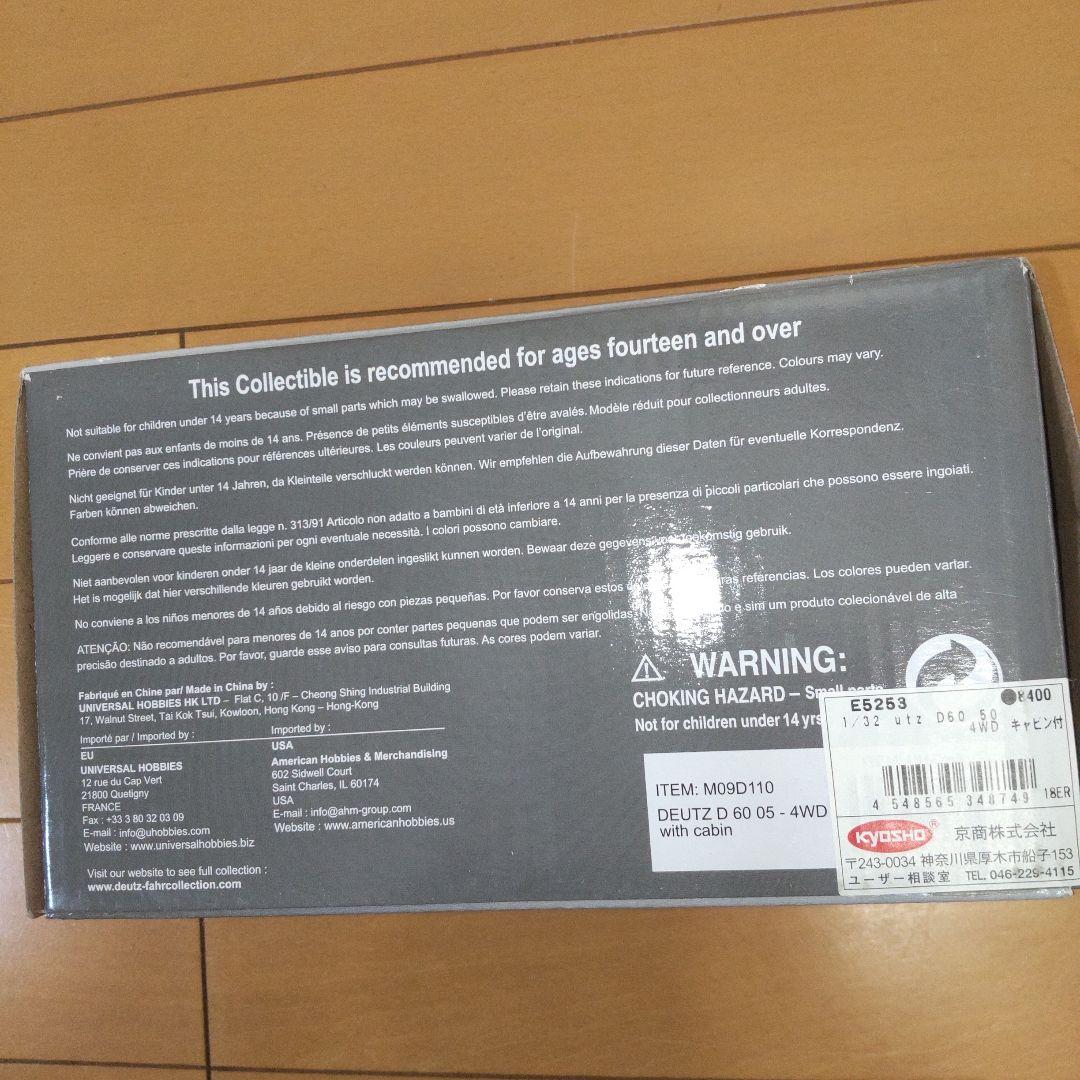 This Collectible is recommended for ages fourteen and over
Not suitable for children under 14 years because of small parts which may be swallowed. Please retain these indications for future reference. Colours may vary.
Ne convient pas aux enfants de moins de 14 ans. Présence de petits éléments susceptibles d'être avalés. Modèle réduit pour collectionneurs adultes.
Prière de conserver ces indications pour références ultérieures. Les couleurs peuvent varier de l'original.
Nicht geeignet für Kinder unter 14 Jahren, da Kleinteile verschluckt werden können. Wir empfehlen die Aufbewahrung dieser Daten für eventuelle Korrespondenz.
Farben können abweichen.
Conforme alle norme prescritte dalla legge n. 313/91 Articolo non adatto a bambini di età inferiore a 14 anni per la presenza di piccoli particolari che possono essere ingoiati.
Leggere e conservare queste informazioni per ogni eventuale necessità. I colori possono cambiare.
Niet aanbevolen voor kinderen onder 14 jaar de kleine onderdelen ingeslikt kunnen worden. Bewaar deze gegevens voor toekomstig gebruik.
Het is mogelijk dat hier verschillende kleuren gebruikt worden.
No conviene a los niños menores de 14 años debido al riesgo con piezas pequeñas. Por favor conserva estos referencias. Los colores pueden variar.
ATENÇÃO: Não recomendável para menores de 14 anos por conter partes pequenas que podem ser engolidas e sim um produto colecionável de alta
precisão destinado a adultos. Por favor, guarde esse aviso para consultas futuras. As cores podem variar.
Fabriqué en Chine par/ Made in China by :
UNIVERSAL HOBBIES HK LTD – Flat C, 10 /F – Cheong Shing Industrial Building
17, Walnut Street, Tai Kok Tsui, Kowloon, Hong Kong – Hong-Kong
Importé par / Imported by :
EU
UNIVERSAL HOBBIES
12 rue du Cap Vert
21800 Quetigny
FRANCE
Fax : +33 3 80 32 03 09
E-mail : info@uhobbies.com
Website : www.universalhobbies.biz
Imported by :
USA
American Hobbies & Merchandising
602 Sidwell Court
Saint Charles, IL 60174
USA
E-mail : info@ahm-group.com
Website : www.americanhobbies.us
Visit our website to see full collection :
www.deutz-fahrcollection.com
WARNING:
CHOKING HAZARD – Small parts
Not for children under 14 yrs
ITEM: M09D110
DEUTZ D 60 05 - 4WD
with cabin
E5253 ●8400
1/32 utz D60 50
4WD キャビン付
4 548565 348749 18ER
KYOSHO® 京商株式会社
〒243-0034 神奈川県厚木市船子153
ユーザー相談室 TEL. 046-229-4115